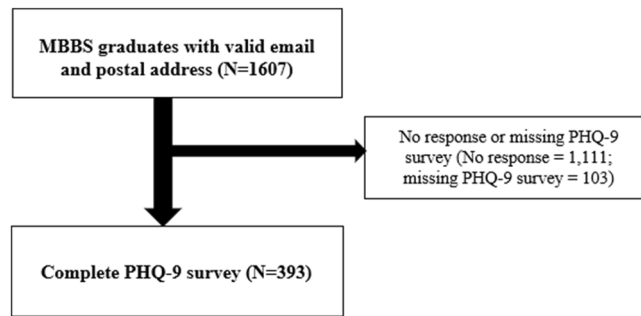 MBBS graduates with valid email
and postal address (N=1607)
No response or missing PHQ-9
survey (No response = 1,111;
missing PHQ-9 survey = 103)
Complete PHQ-9 survey (N=393)